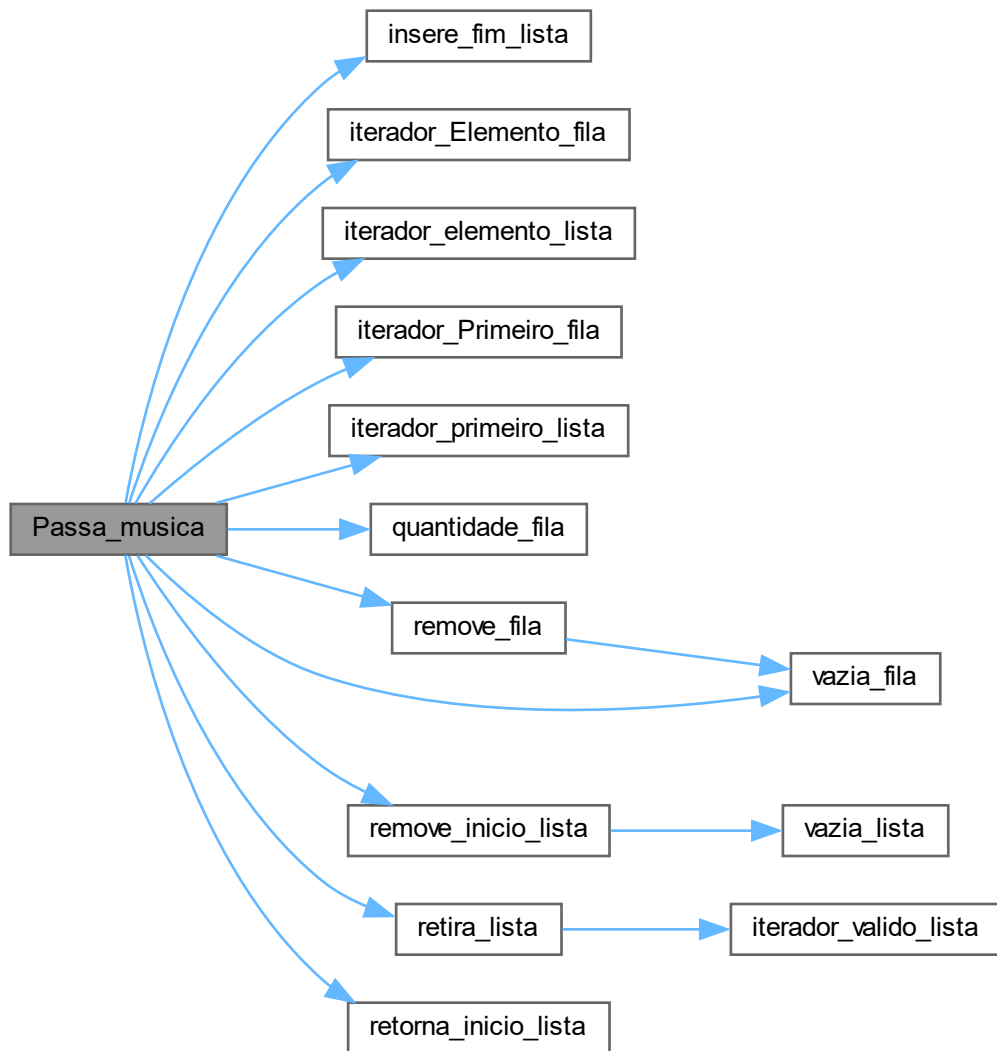 insere_fim_lista
iterador_Elemento_fila
iterador_elemento_lista
iterador_Primeiro_fila
iterador_primeiro_lista
Passa_musica
quantidade_fila
remove_fila
vazia_fila
remove_inicio_lista
vazia_lista
retira_lista
iterador_valido_lista
retorna_inicio_lista